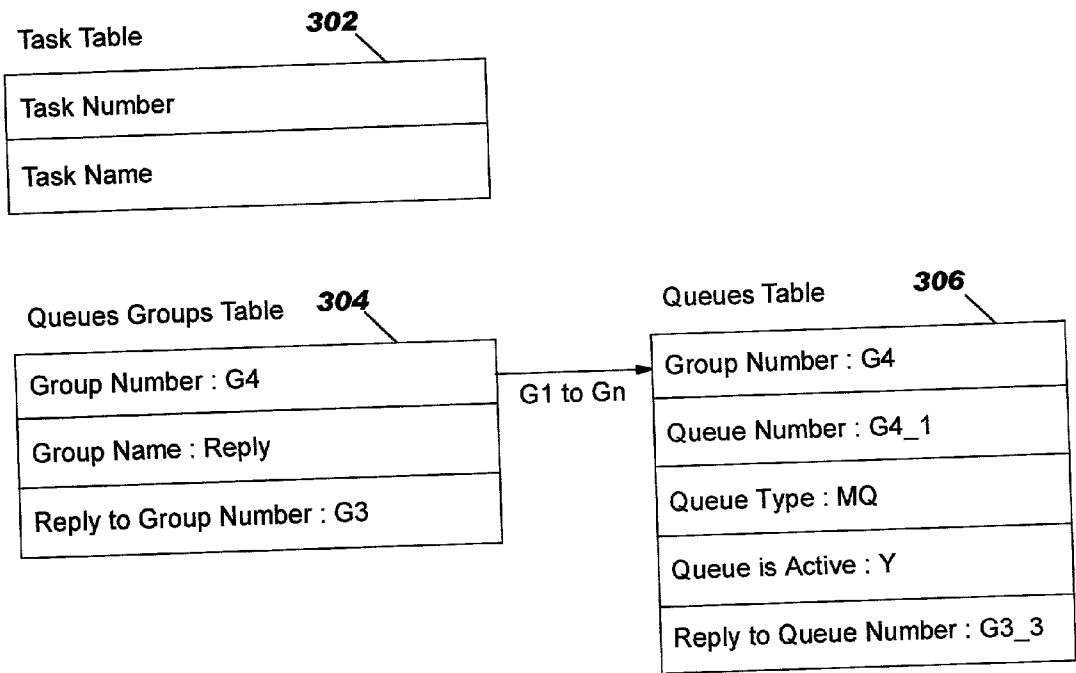 Task Table 302
Task Number
Task Name
Queues Groups Table 304
Group Number : G4
Group Name : Reply
Reply to Group Number : G3
G1 to Gn
Queues Table 306
Group Number : G4
Queue Number : G4_1
Queue Type : MQ
Queue is Active : Y
Reply to Queue Number : G3_3